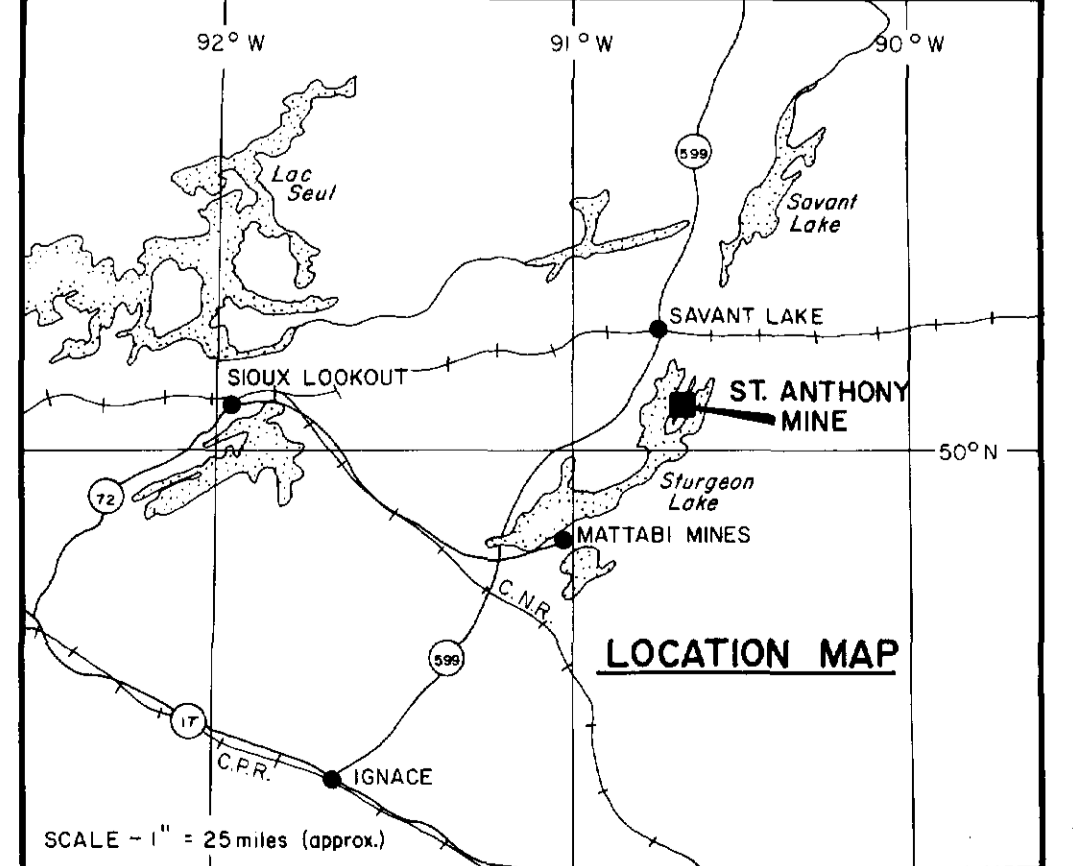 92° W
91° W
90° W
599
Lac
Seul
Savant
Lake
SAVANT LAKE
SIOUX LOOKOUT
ST. ANTHONY
MINE
50° N
72
Sturgeon
Lake
MATTABI MINES
C.N.R.
LOCATION MAP
599
17
C.P.R.
IGNACE
SCALE - 1" = 25 miles (approx.)